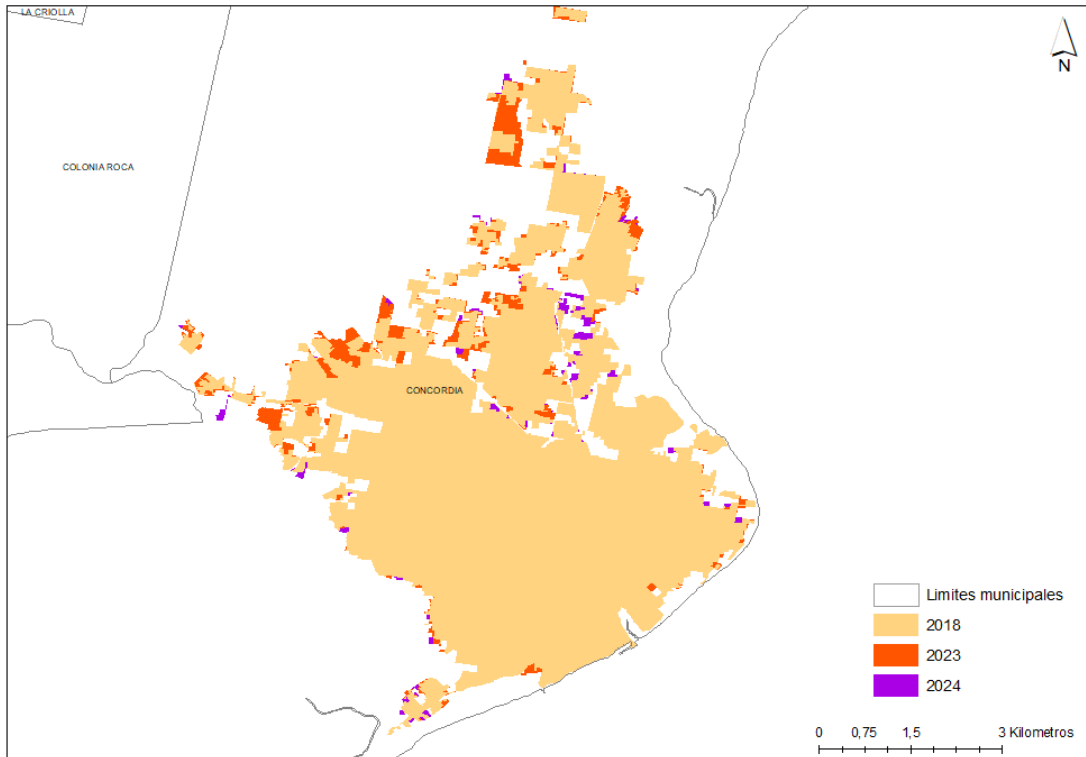 LA CRIOLLA
N
COLONIA ROCA
CONCORDIA
Limites municipales
2018
2023
2024
0 0,75 1,5 3 Kilometros